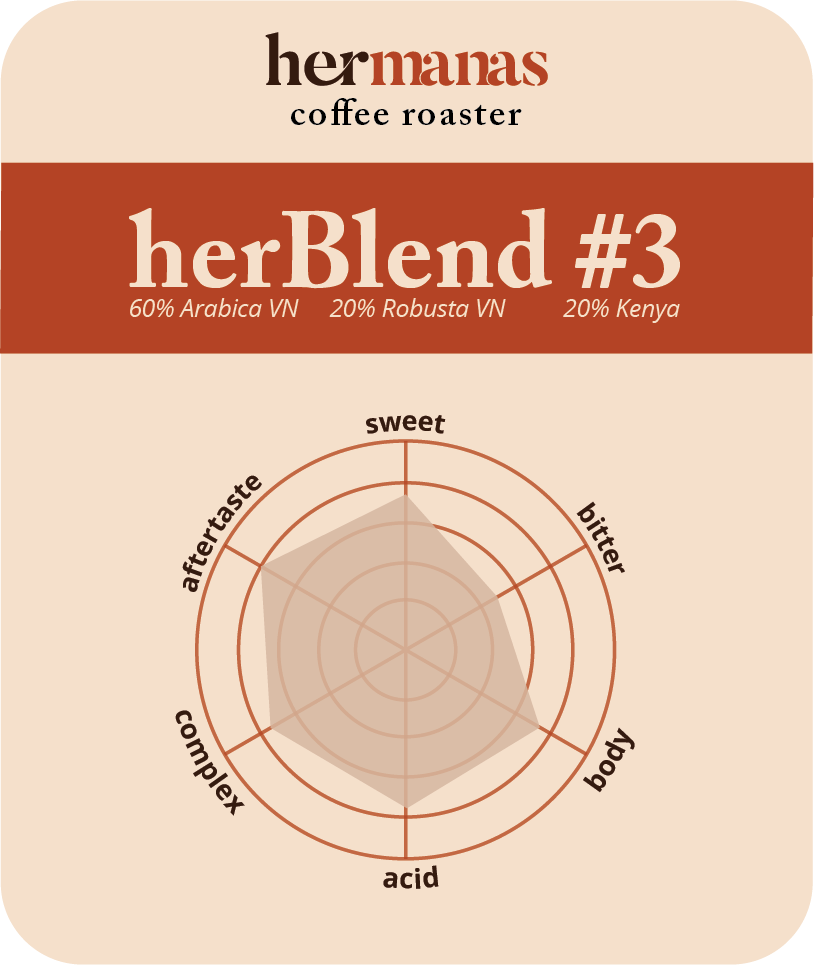 hermanas
coffee roaster
herBlend #3
60% Arabica VN 20% Robusta VN 20% Kenya
sweet
bitter
aftertaste
complex
body
acid